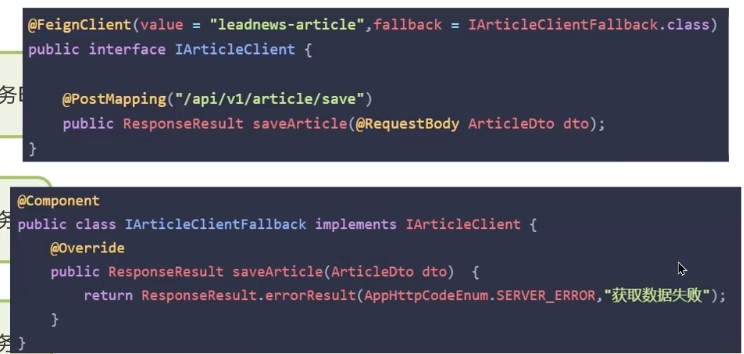 @FeignClient(value = "leadnews-article",fallback = IArticleClientFallback.class)
public interface IArticleClient {
@PostMapping("/api/v1/article/save")
public ResponseResult saveArticle(@RequestBody ArticleDto dto);
}
务
@Component
public class IArticleClientFallback implements IArticleClient {
务
@Override
public ResponseResult saveArticle(ArticleDto dto)  {
return ResponseResult.errorResult(AppHttpCodeEnum.SERVER_ERROR,"获取数据失败");
}
}
务